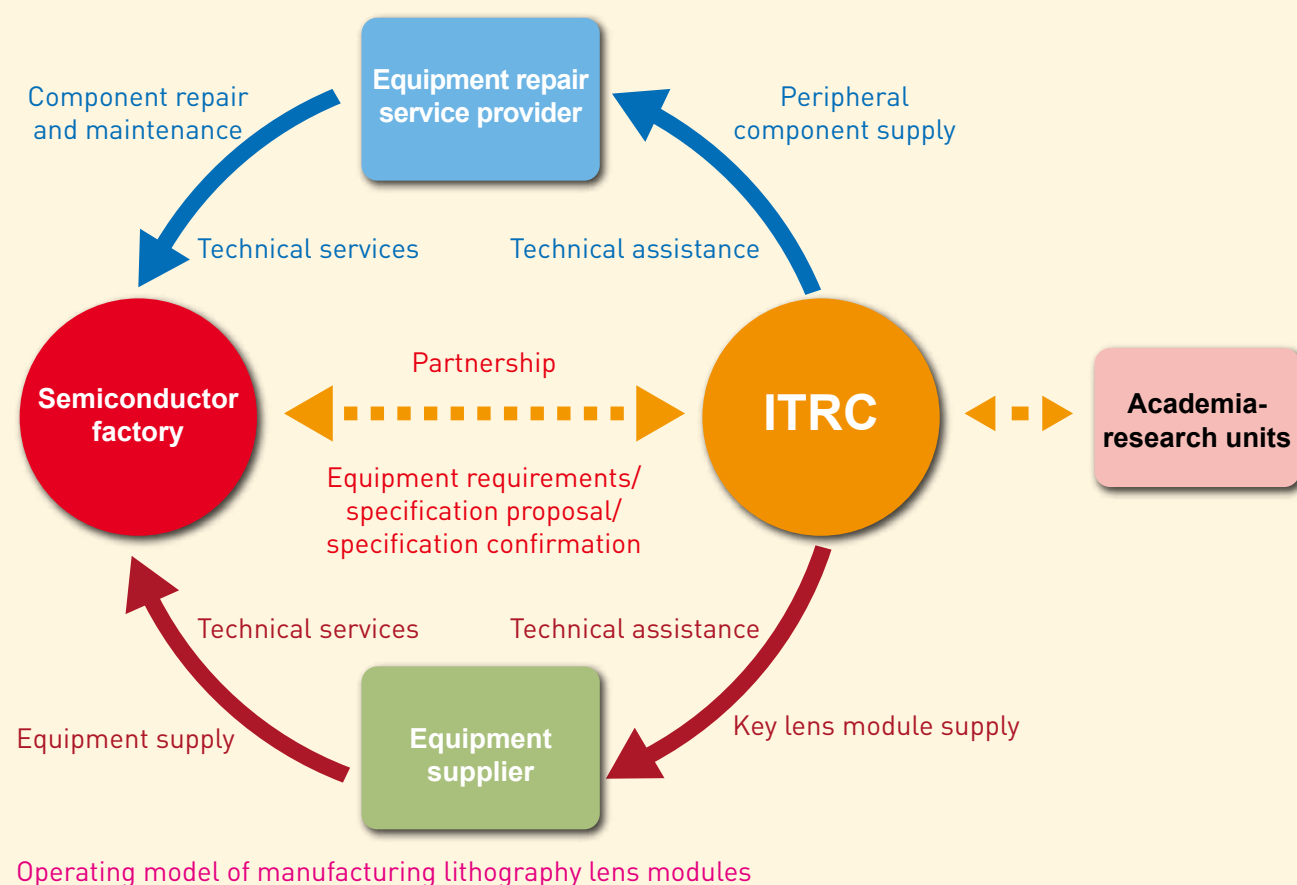 Equipment repair
service provider
Component repair
and maintenance
Peripheral
component supply
Technical services
Technical assistance
Partnership
Semiconductor
factory
ITRC
Academia-
research units
Equipment requirements/
specification proposal/
specification confirmation
Technical services
Technical assistance
Equipment supply
Equipment
supplier
Key lens module supply
Operating model of manufacturing lithography lens modules